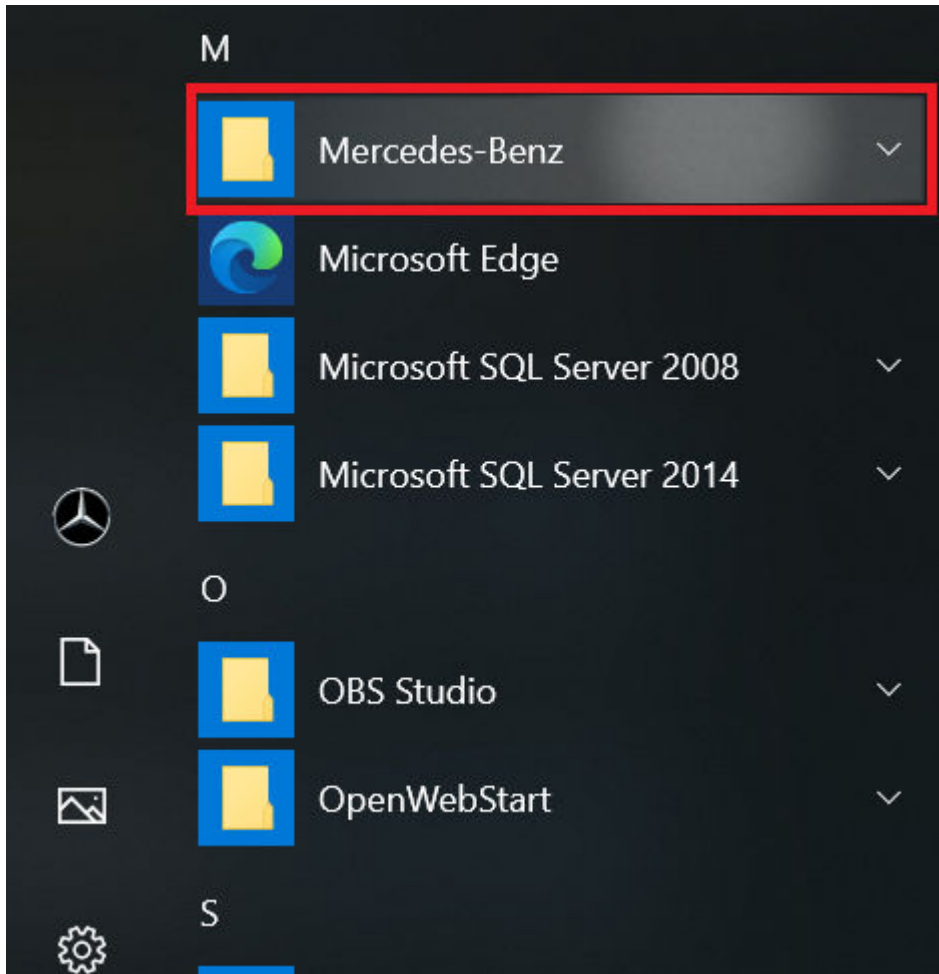 M
Mercedes-Benz
Microsoft Edge
Microsoft SQL Server 2008
Microsoft SQL Server 2014
O
OBS Studio
OpenWebStart
S